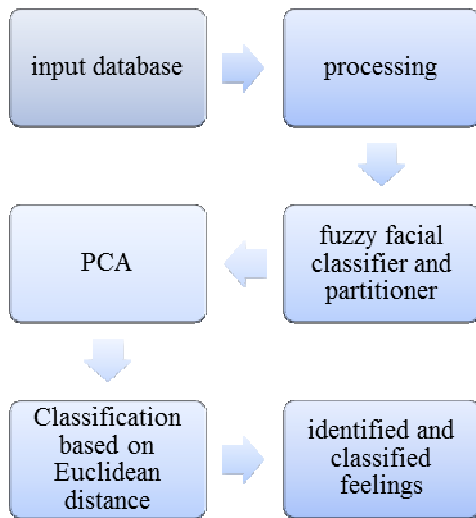 input database
processing
fuzzy facial
classifier and
partitioner
PCA
Classification
based on
Euclidean
distance
identified and
classified
feelings